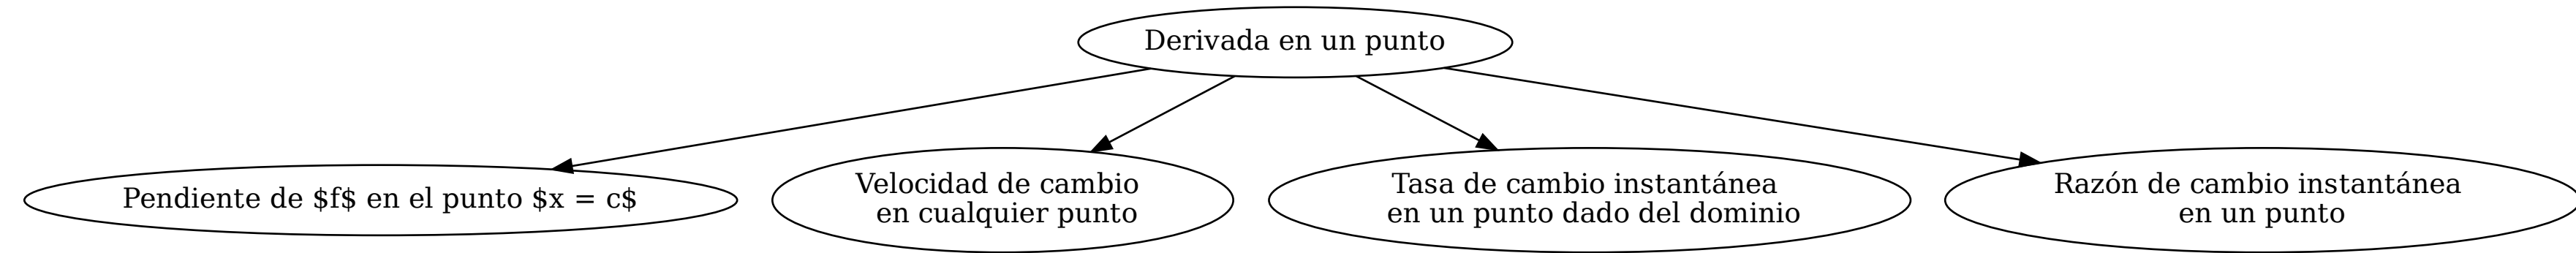 Derivada en un punto
Pendiente de $f$ en el punto $x = c$
Velocidad de cambio
en cualquier punto
Tasa de cambio instantánea
en un punto dado del dominio
Razón de cambio instantánea
en un punto